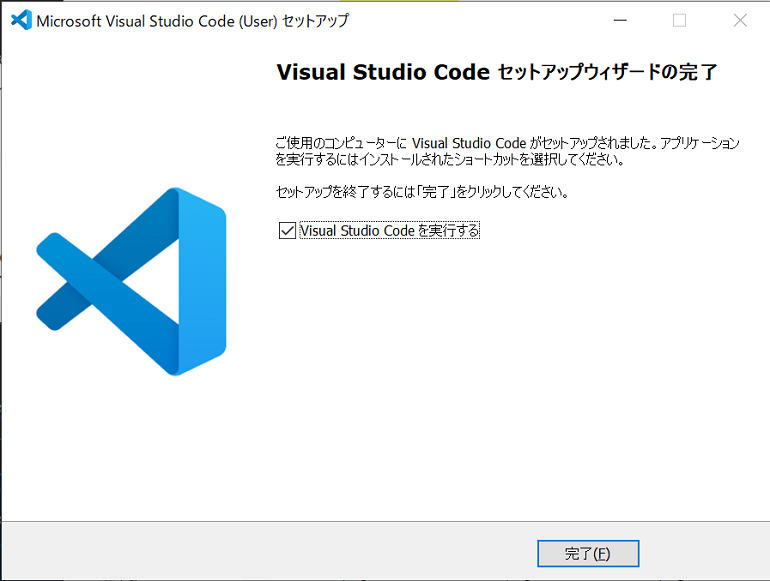 Microsoft Visual Studio Code (User) セットアップ
Visual Studio Code セットアップウィザードの完了
ご使用のコンピューターに Visual Studio Code がセットアップされました。アプリケーション
を実行するにはインストールされたショートカットを選択してください。
セットアップを終了するには「完了」をクリックしてください。
Visual Studio Code を実行する
完了(F)